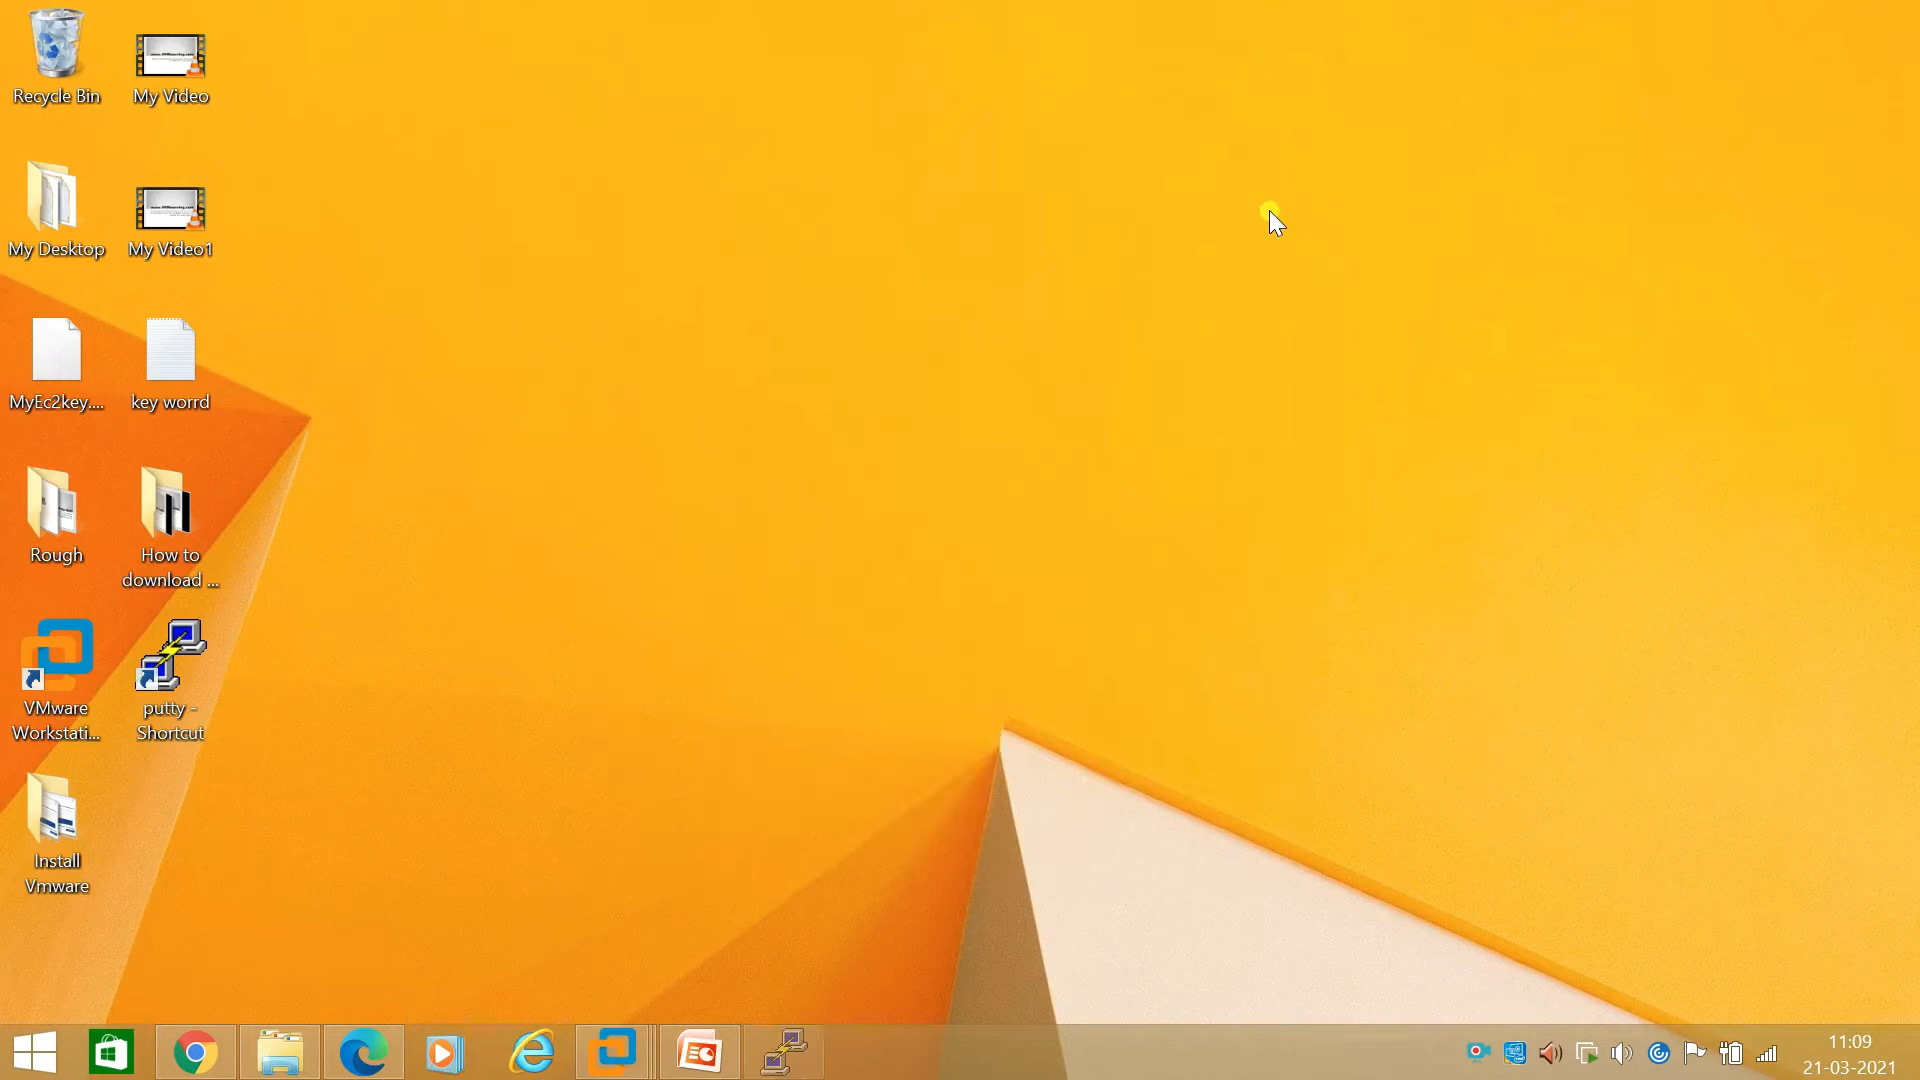 Recycle Bin
My Video
My Desktop
My Video1
MyEc2key....
key worrd
Rough
How to
download ...
VMware
Workstati...
putty -
Shortcut
Install
Vmware
11:09
21-03-2021